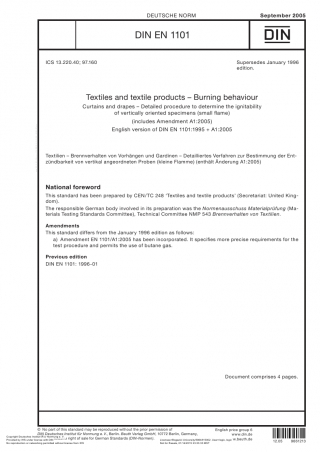 DEUTSCHE NORM
September 2005
DIN EN 1101
DIN
ICS 13.220.40; 97.160
Supersedes January 1996
edition.
Textiles and textile products – Burning behaviour
Curtains and drapes – Detailed procedure to determine the ignitability
of vertically oriented specimens (small flame)
(includes Amendment A1:2005)
English version of DIN EN 1101:1995 + A1:2005
Textilien – Brennverhalten von Vorhängen und Gardinen – Detailliertes Verfahren zur Bestimmung der Ent-
zündbarkeit von vertikal angeordneten Proben (kleine Flamme) (enthält Änderung A1:2005)
National foreword
This standard has been prepared by CEN/TC 248 ‘Textiles and textile products’ (Secretariat: United King-
dom).
The responsible German body involved in its preparation was the Normenausschuss Materialprüfung (Ma-
terials Testing Standards Committee), Technical Committee NMP 543 Brennverhalten von Textilien.
Amendments
This standard differs from the January 1996 edition as follows:
a) Amendment EN 1101/A1:2005 has been incorporated. It specifies more precise requirements for the
test procedure and permits the use of butane gas.
Previous edition
DIN EN 1101: 1996-01
Document comprises 4 pages.
© No part of this standard may be reproduced without the prior permission of
DIN Deutsches Institut für Normung e. V., Berlin. Beuth Verlag GmbH, 10772 Berlin, Germany,
right of sale for German Standards (DIN-Normen).
English price group 6
www.din.de
www.beuth.de